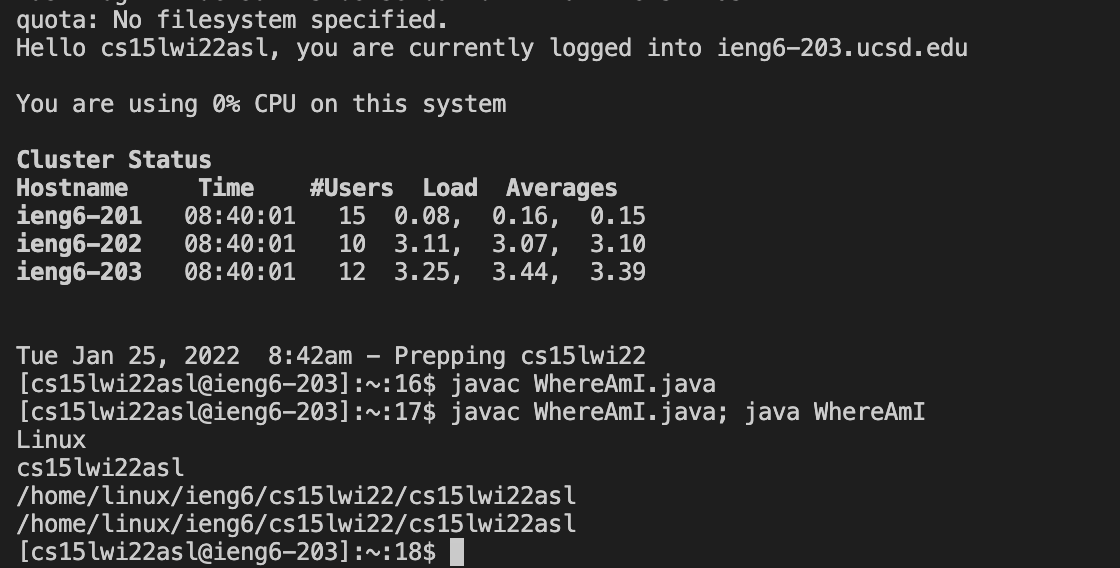 quota: No filesystem specified.
Hello cs15lwi22asl, you are currently logged into ieng6-203.ucsd.edu
You are using 0% CPU on this system
Cluster Status
Hostname     Time    #Users  Load  Averages
ieng6-201   08:40:01   15  0.08,  0.16,  0.15
ieng6-202   08:40:01   10  3.11,  3.07,  3.10
ieng6-203   08:40:01   12  3.25,  3.44,  3.39
Tue Jan 25, 2022  8:42am - Prepping cs15lwi22
[cs15lwi22asl@ieng6-203]:~:16$ javac WhereAmI.java
[cs15lwi22asl@ieng6-203]:~:17$ javac WhereAmI.java; java WhereAmI
Linux
cs15lwi22asl
/home/linux/ieng6/cs15lwi22/cs15lwi22asl
/home/linux/ieng6/cs15lwi22/cs15lwi22asl
[cs15lwi22asl@ieng6-203]:~:18$